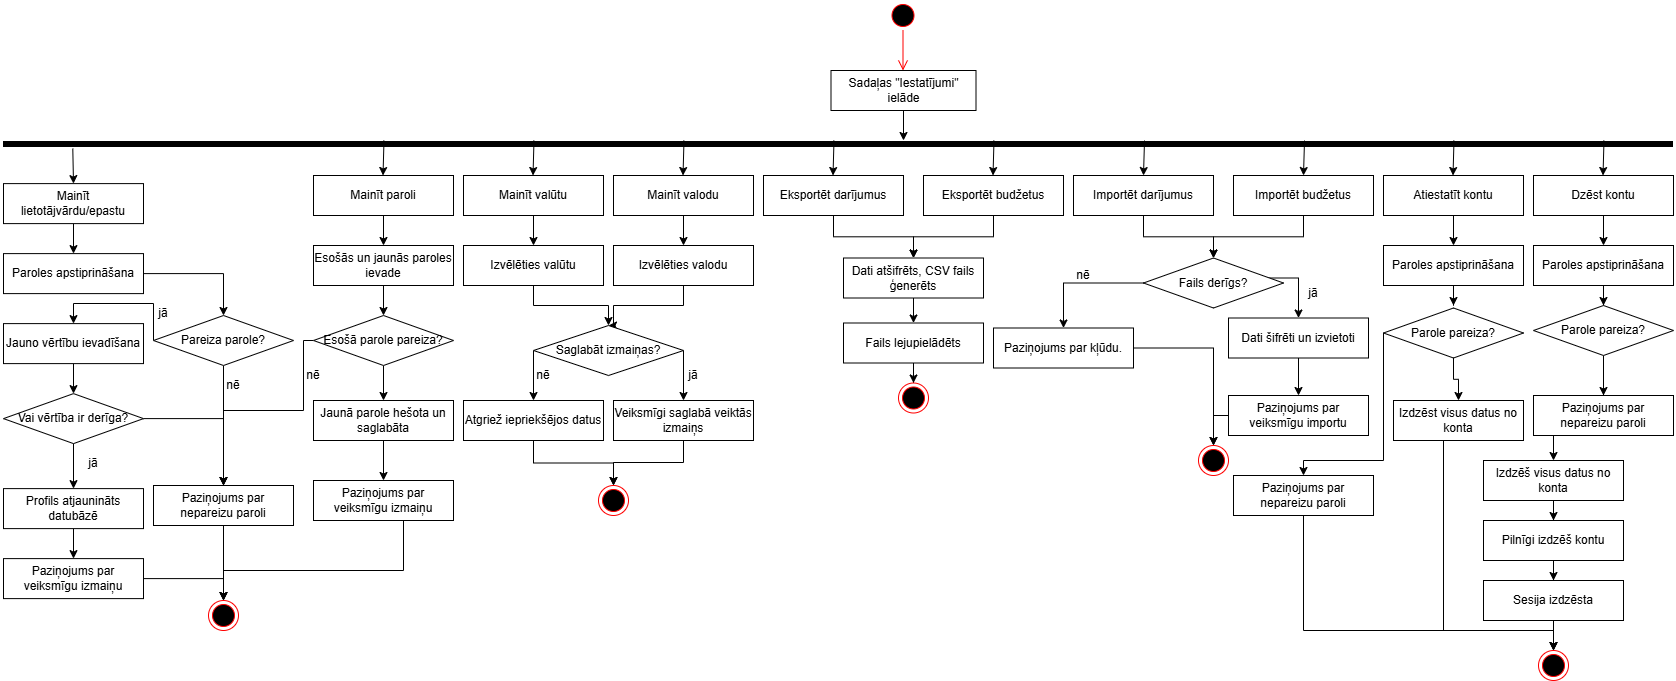 Sadaļas "Iestatījumi"
ielāde
Mainīt
lietotājvārdu/epastu
Mainīt paroli
Mainīt valūtu
Mainīt valodu
Eksportēt darījumus
Eksportēt budžetus
Importēt darījumus
Importēt budžetus
Atiestatīt kontu
Dzēst kontu
Paroles apstiprināšana
Esošās un jaunās paroles
ievade
Izvēlēties valūtu
Izvēlēties valodu
Dati atšifrēts, CSV fails
ģenerēts
nē
Fails derīgs?
jā
Paroles apstiprināšana
Paroles apstiprināšana
jā
Jauno vērtību ievadīšana
Pareiza parole?
nē
Esošā parole pareiza?
nē
Saglabāt izmaiņas?
nē
jā
Fails lejupielādēts
Paziņojums par kļūdu.
Dati šifrēti un izvietoti
Parole pareiza?
Parole pareiza?
Vai vērtība ir derīga?
jā
Jaunā parole hešota un
saglabāta
Atgriež iepriekšējos datus
Veiksmīgi saglabā veiktās
izmaiņs
Paziņojums par
veiksmīgu importu
Izdzēst visus datus no
konta
Paziņojums par
nepareizu paroli
Profils atjaunināts
datubāzē
Paziņojums par
nepareizu paroli
Paziņojums par
veiksmīgu izmaiņu
Paziņojums par
nepareizu paroli
Izdzēš visus datus no
konta
Pilnīgi izdzēš kontu
Paziņojums par
veiksmīgu izmaiņu
Sesija izdzēsta